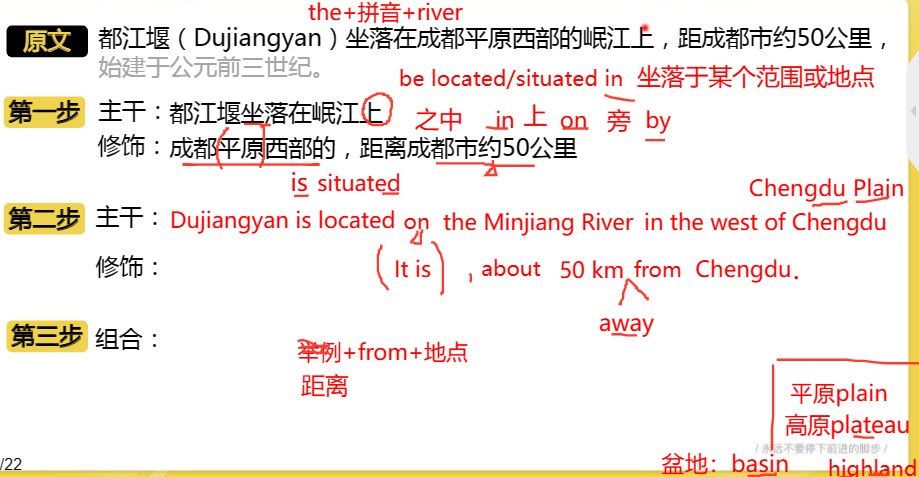 the+拼音+river
原文 都江堰（Dujiangyan）坐落在成都平原西部的岷江上，距成都市约50公里，
始建于公元前三世纪。
be located/situated in 坐落于某个范围或地点
第一步 主干：都江堰坐落在岷江上
之中 in 上 on 旁 by
修饰：成都平原西部的，距离成都市约50公里
is situated
Chengdu Plain
第二步 主干：Dujiangyan is located on the Minjiang River in the west of Chengdu
修饰：(It is) , about 50 km from Chengdu.
away
第三步 组合：
举例+from+地点
距离
平原plain
高原plateau
/ 永远不要停下前进的脚步 /
/22
盆地：basin highland